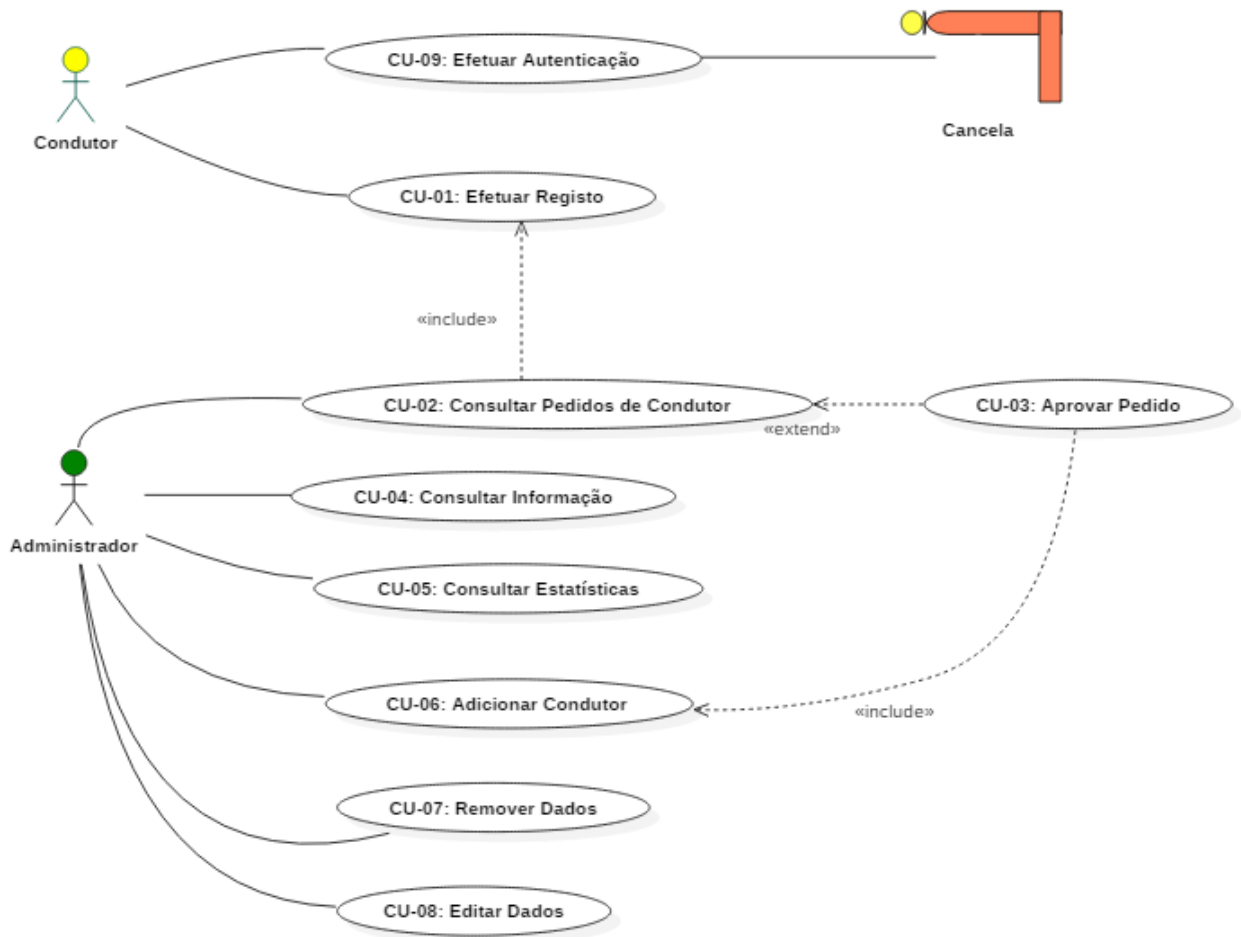 CU-09: Efetuar Autenticação
Condutor
Cancela
CU-01: Efetuar Registo
«include»
CU-02: Consultar Pedidos de Condutor
CU-03: Aprovar Pedido
«extend»
CU-04: Consultar Informação
Administrador
CU-05: Consultar Estatísticas
CU-06: Adicionar Condutor
«include»
CU-07: Remover Dados
CU-08: Editar Dados